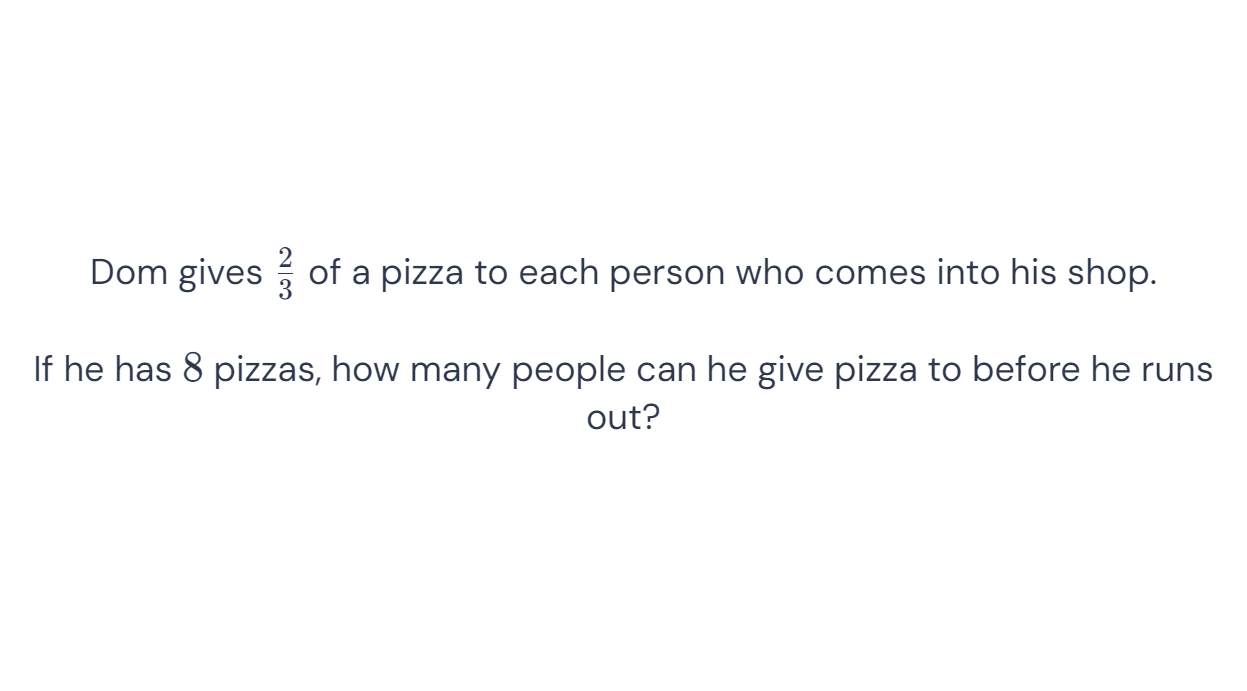 Dom gives 2/3 of a pizza to each person who comes into his shop.
If he has 8 pizzas, how many people can he give pizza to before he runs
out?